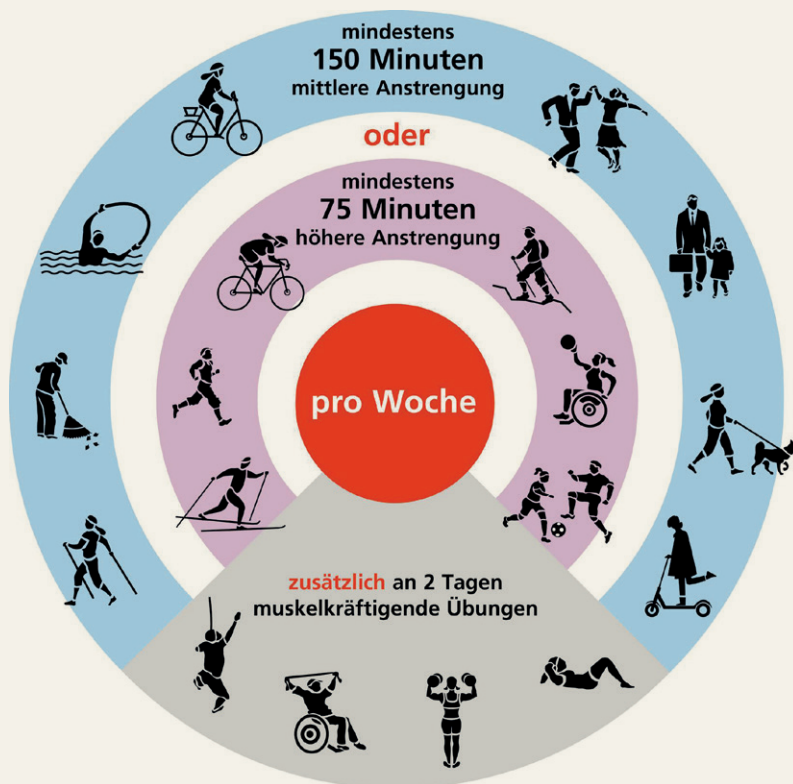 mindestens
150 Minuten
mittlere Anstrengung
oder
mindestens
75 Minuten
höhere Anstrengung
pro Woche
zusätzlich an 2 Tagen
muskelkräftigende Übungen